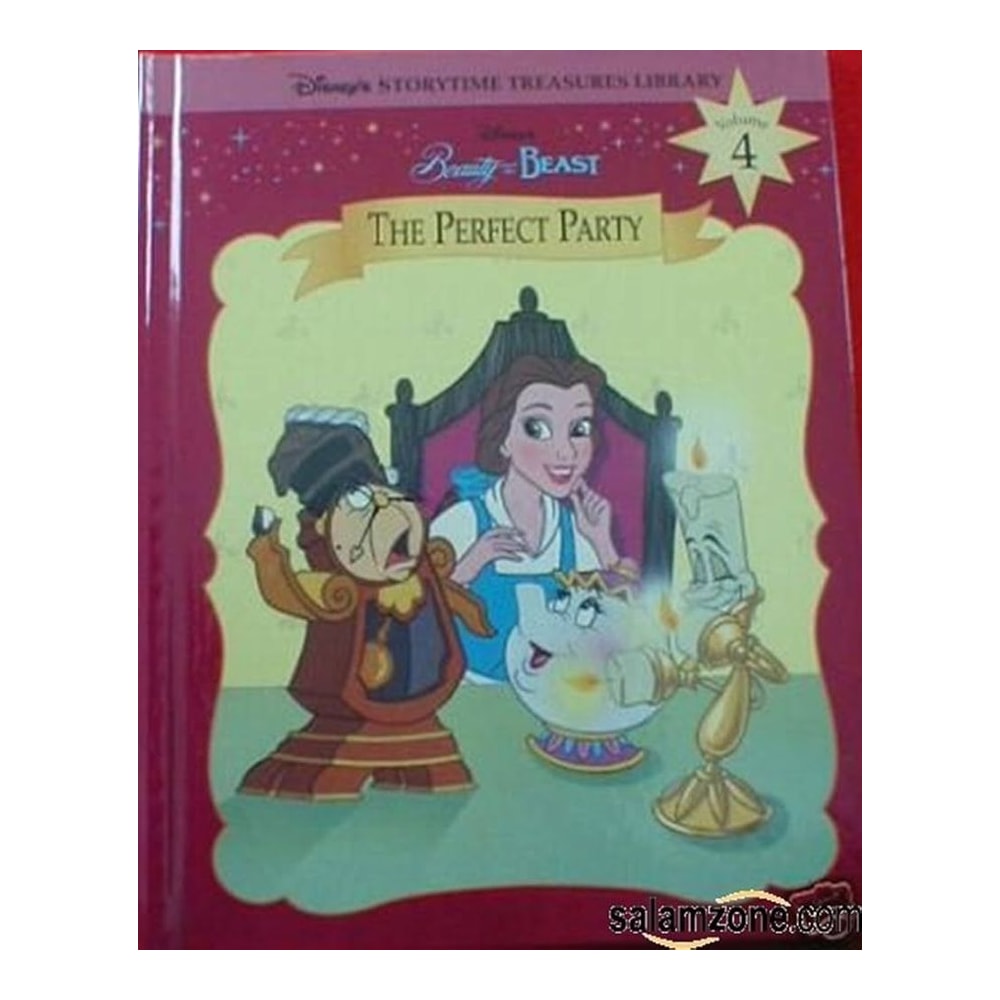 Disney's STORYTIME TREASURES LIBRARY
Volume
4
Disney's
Beauty and the BEAST
THE PERFECT PARTY
salamzone.com